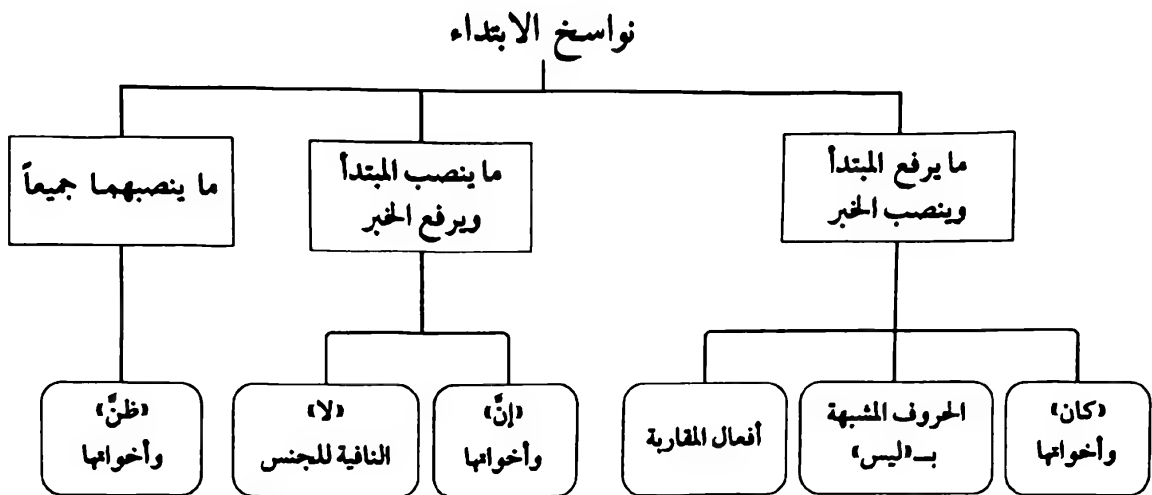 نواسخ الابتداء
ما يرفع المبتدأ
وينصب الخبر
ما ينصب المبتدأ
ويرفع الخبر
ما ينصبهما جميعاً
«كان»
وأخواتها
الحروف المشبهة
بـ«ليس»
أفعال المقاربة
«إنَّ»
وأخواتها
«لا»
النافية للجنس
«ظنَّ»
وأخواتها